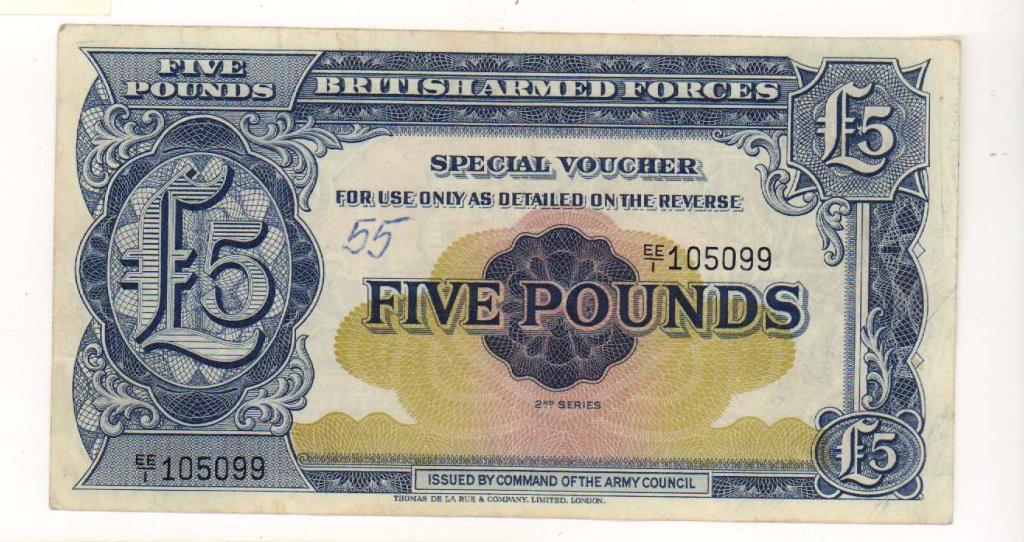 FIVE
POUNDS
BRITISH ARMED FORCES
£5
SPECIAL VOUCHER
FOR USE ONLY AS DETAILED ON THE REVERSE
55
£5
EE/1 105099
FIVE POUNDS
2ND SERIES
EE/1 105099
£5
ISSUED BY COMMAND OF THE ARMY COUNCIL
THOMAS DE LA RUE & COMPANY, LIMITED, LONDON.